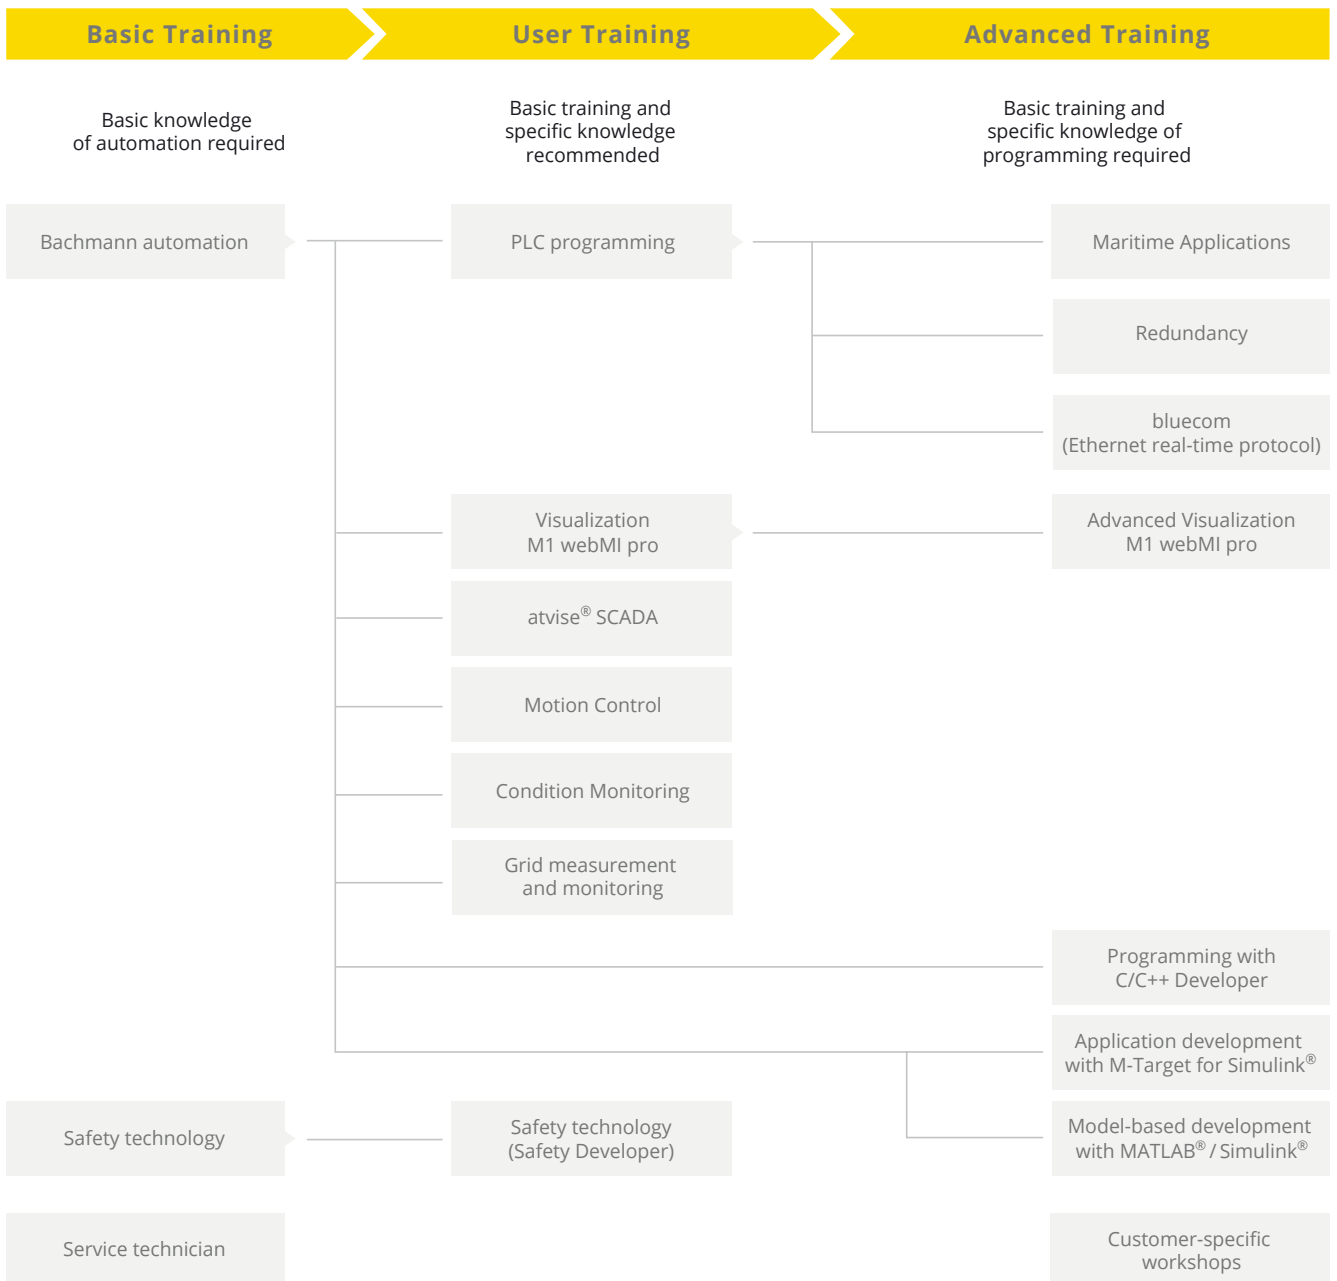 Basic Training
User Training
Advanced Training
Basic knowledge
of automation required
Basic training and
specific knowledge
recommended
Basic training and
specific knowledge of
programming required
Bachmann automation
PLC programming
Maritime Applications
Redundancy
bluecom
(Ethernet real-time protocol)
Visualization
M1 webMI pro
Advanced Visualization
M1 webMI pro
atvise® SCADA
Motion Control
Condition Monitoring
Grid measurement
and monitoring
Programming with
C/C++ Developer
Application development
with M-Target for Simulink®
Safety technology
Safety technology
(Safety Developer)
Model-based development
with MATLAB® / Simulink®
Service technician
Customer-specific
workshops